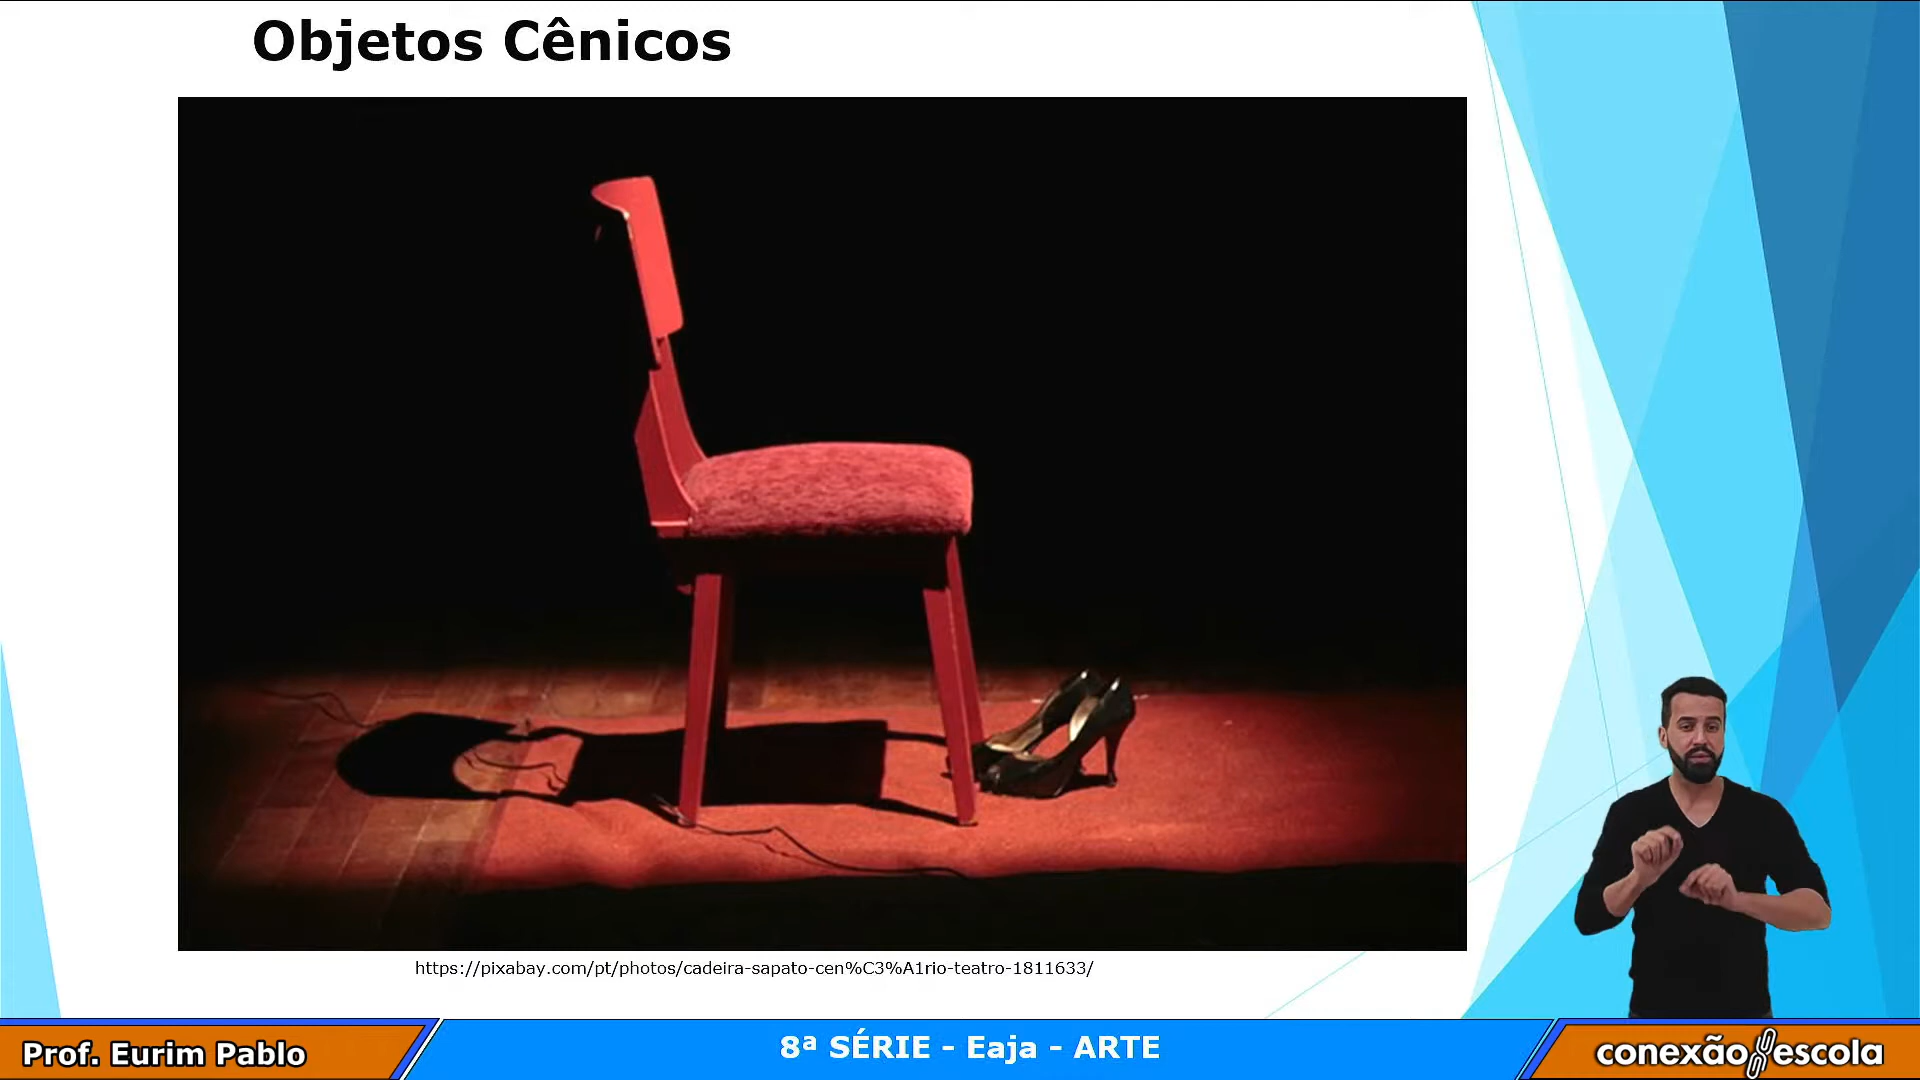 Objetos Cênicos
https://pixabay.com/pt/photos/cadeira-sapato-cen%C3%A1rio-teatro-1811633/
Prof. Eurim Pablo
8ª SÉRIE - Eaja - ARTE
conexão escola